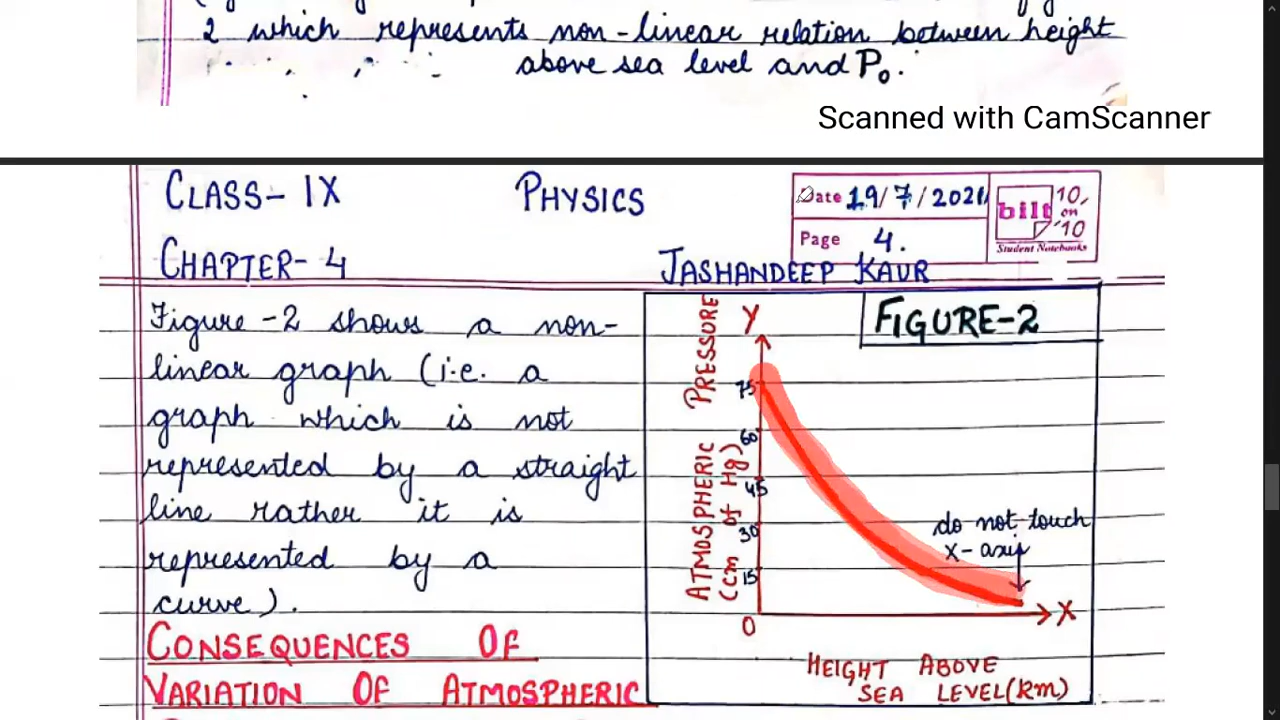 2 which represents non-linear relation between height
above sea level and P₀.
Scanned with CamScanner
CLASS-IX PHYSICS
Date 19/7/2021
Page 4.
bilt
10,
on
'10
Student Notebooks
CHAPTER-4 JASHANDEEP KAUR
Figure-2 shows a non-
linear graph (i.e. a
graph which is not
represented by a straight
line rather it is
represented by a
curve).
CONSEQUENCES OF
VARIATION OF ATMOSPHERIC
FIGURE-2
Y
ATMOSPHERIC PRESSURE
(cm of Hg)
75
60
45
30
15
0
do not touch
X-axis
X
HEIGHT ABOVE
SEA LEVEL (km)